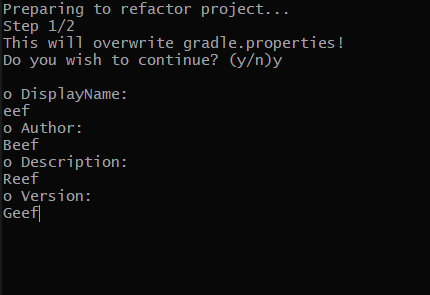 Preparing to refactor project...
Step 1/2
This will overwrite gradle.properties!
Do you wish to continue? (y/n)y
o DisplayName:
eef
o Author:
Beef
o Description:
Reef
o Version:
Geef